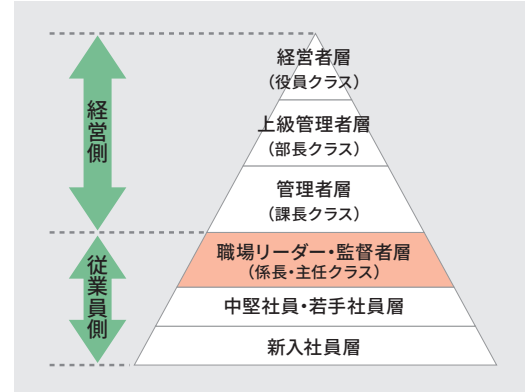 経営者層
（役員クラス）
上級管理者層
（部長クラス）
管理者層
（課長クラス）
職場リーダー・監督者層
（係長・主任クラス）
中堅社員・若手社員層
新入社員層
経営側
従業員側